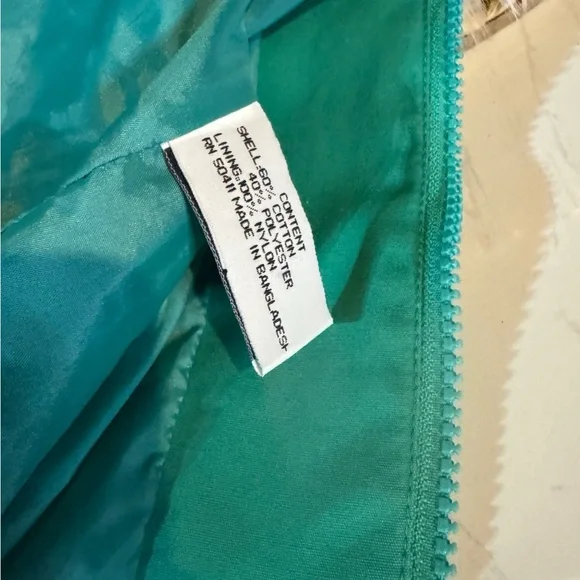 CONTENT
SHELL:60% COTTON
40% POLYESTER
LINING:100% NYLON
RN 50411 MADE IN BANGLADESH